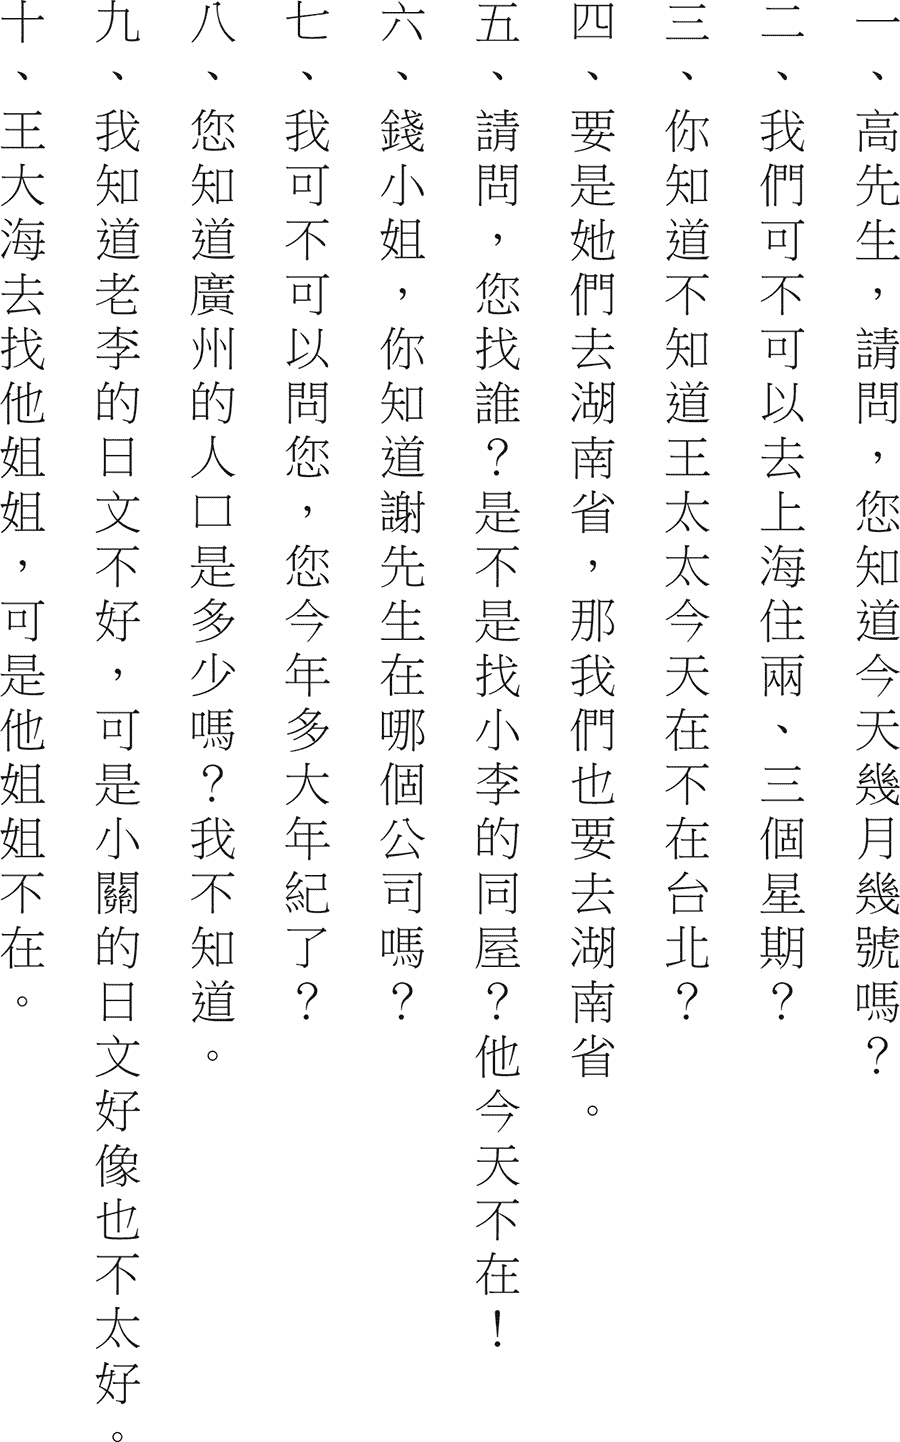 一、高先生，請問，您知道今天幾月幾號嗎？
二、我們可不可以去上海住兩、三個星期？
三、你知道不知道王太太今天在不在台北？
四、要是她們去湖南省，那我們也要去湖南省。
五、請問，您找誰？是不是找小李的同屋？他今天不在！
六、錢小姐，你知道謝先生在哪個公司嗎？
七、我可不可以問您，您今年多大年紀了？
八、您知道廣州的人口是多少嗎？我不知道。
九、我知道老李的日文不好，可是小關的日文好像也不太好。
十、王大海去找他姐姐，可是他姐姐不在。